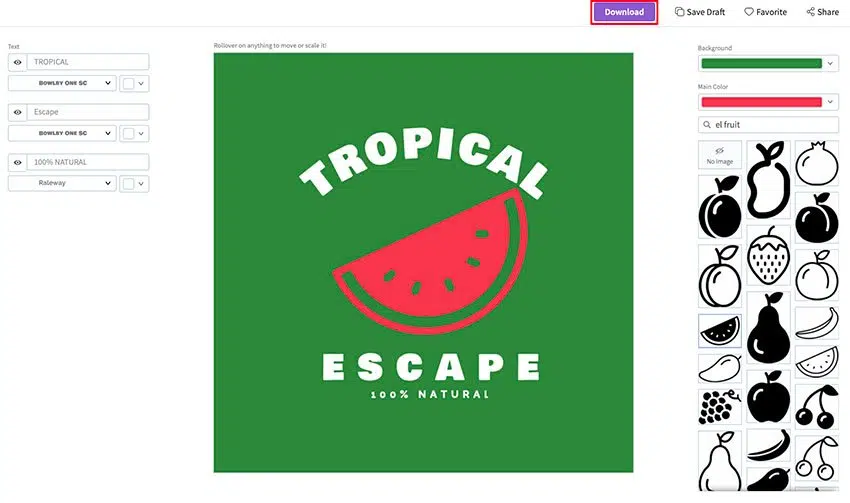 Download
Save Draft
Favorite
Share
Text
TROPICAL
BOWLBY ONE SC
Escape
BOWLBY ONE SC
100% NATURAL
Raleway
Rollover on anything to move or scale it!
TROPICAL
ESCAPE
100% NATURAL
Background
Main Color
el fruit
No Image